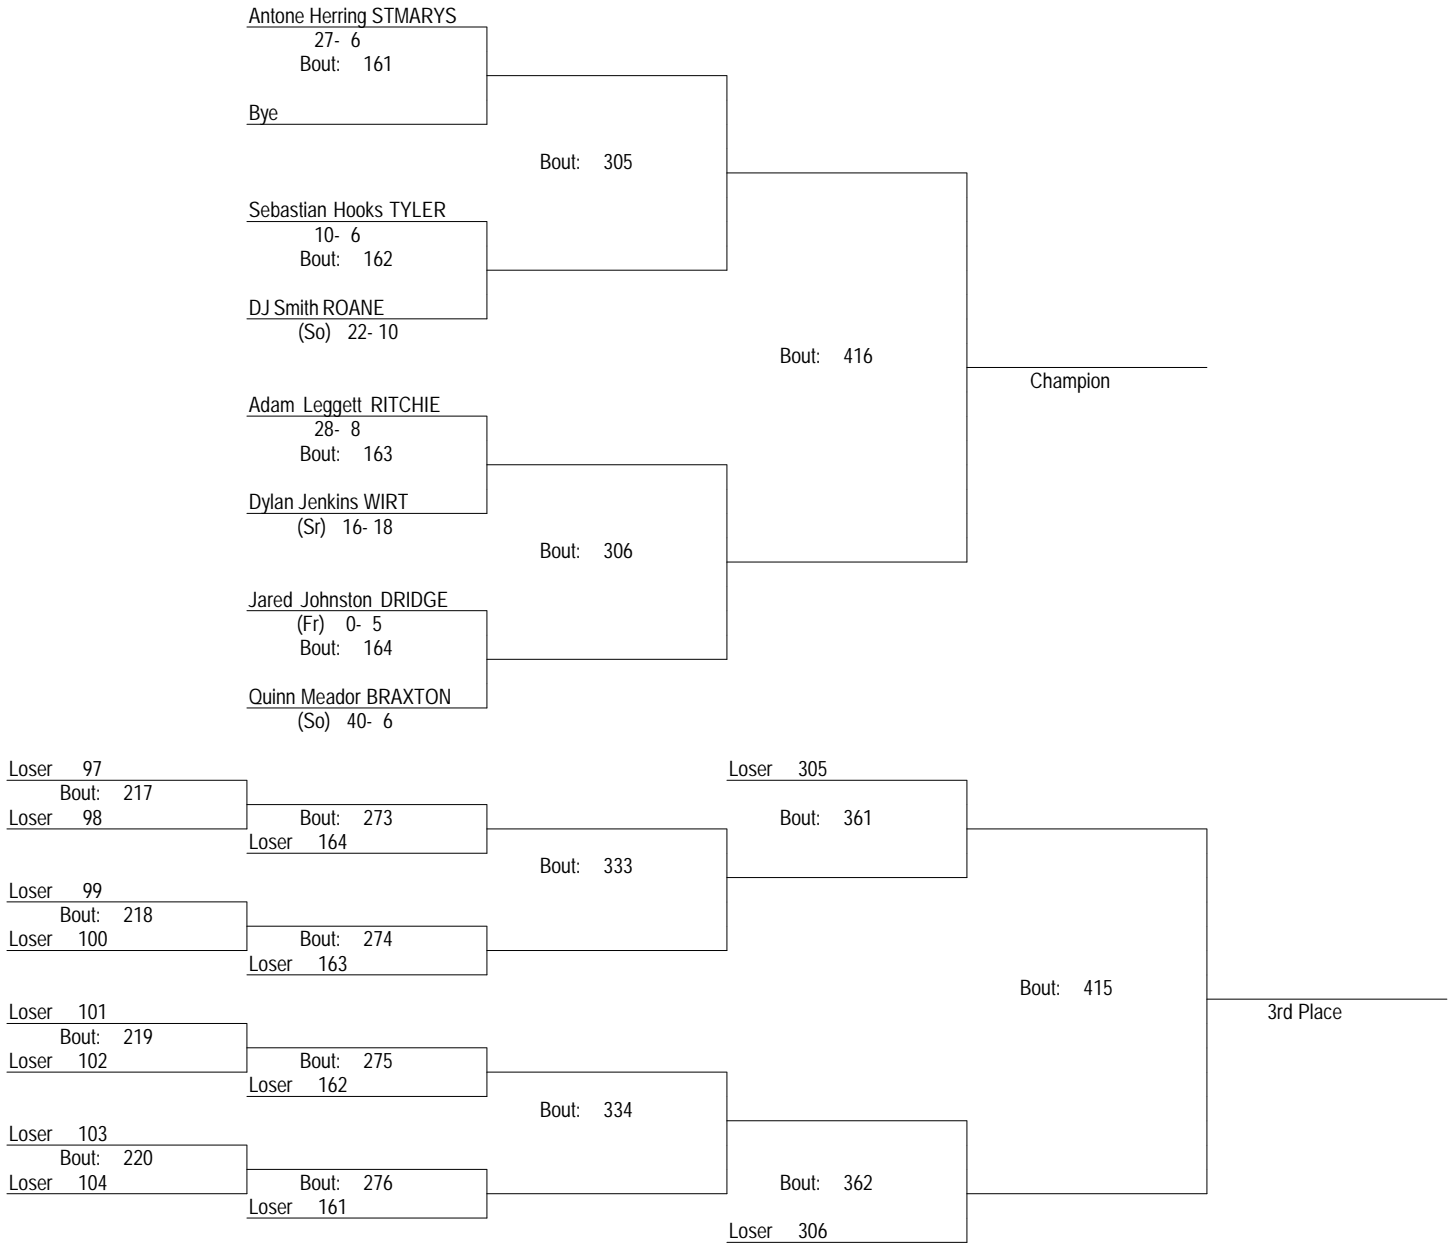 Antone Herring STMARYS
27- 6
Bout: 161
Bye
Bout: 305
Sebastian Hooks TYLER
10- 6
Bout: 162
DJ Smith ROANE
(So) 22- 10
Bout: 416
Champion
Adam Leggett RITCHIE
28- 8
Bout: 163
Dylan Jenkins WIRT
(Sr) 16- 18
Bout: 306
Jared Johnston DRIDGE
(Fr) 0- 5
Bout: 164
Quinn Meador BRAXTON
(So) 40- 6
Loser 97
Bout: 217
Loser 98
Bout: 273
Loser 164
Loser 305
Bout: 361
Bout: 333
Loser 99
Bout: 218
Loser 100
Bout: 274
Loser 163
Bout: 415
3rd Place
Loser 101
Bout: 219
Loser 102
Bout: 275
Loser 162
Bout: 334
Loser 103
Bout: 220
Loser 104
Bout: 276
Loser 161
Bout: 362
Loser 306